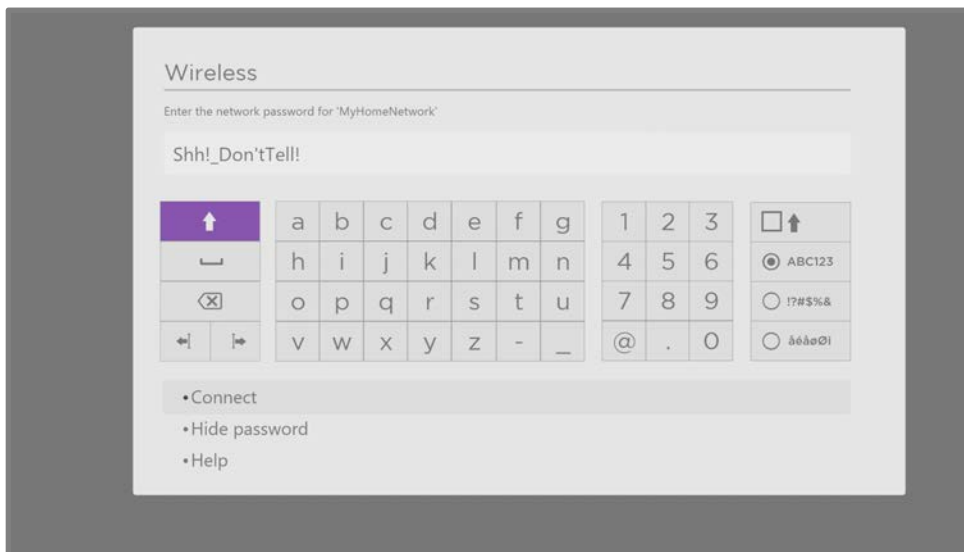 Wireless
Enter the network password for 'MyHomeNetwork'
Shh!_Don'tTell!
a b c d e f g 1 2 3
h i j k l m n 4 5 6 ABC123
o p q r s t u 7 8 9 !?#$%&
v w x y z - _ @ . 0 åéåøØi
•Connect
•Hide password
•Help